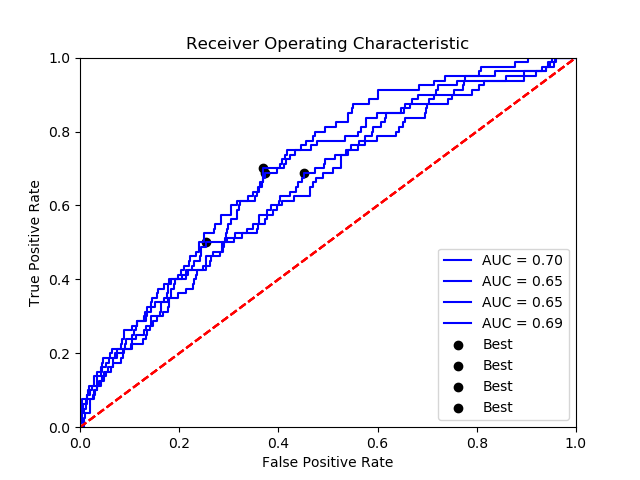 Receiver Operating Characteristic
True Positive Rate
1.0
0.8
0.6
0.4
0.2
0.0
AUC = 0.70
AUC = 0.65
AUC = 0.65
AUC = 0.69
Best
Best
Best
Best
0.0 0.2 0.4 0.6 0.8 1.0
False Positive Rate